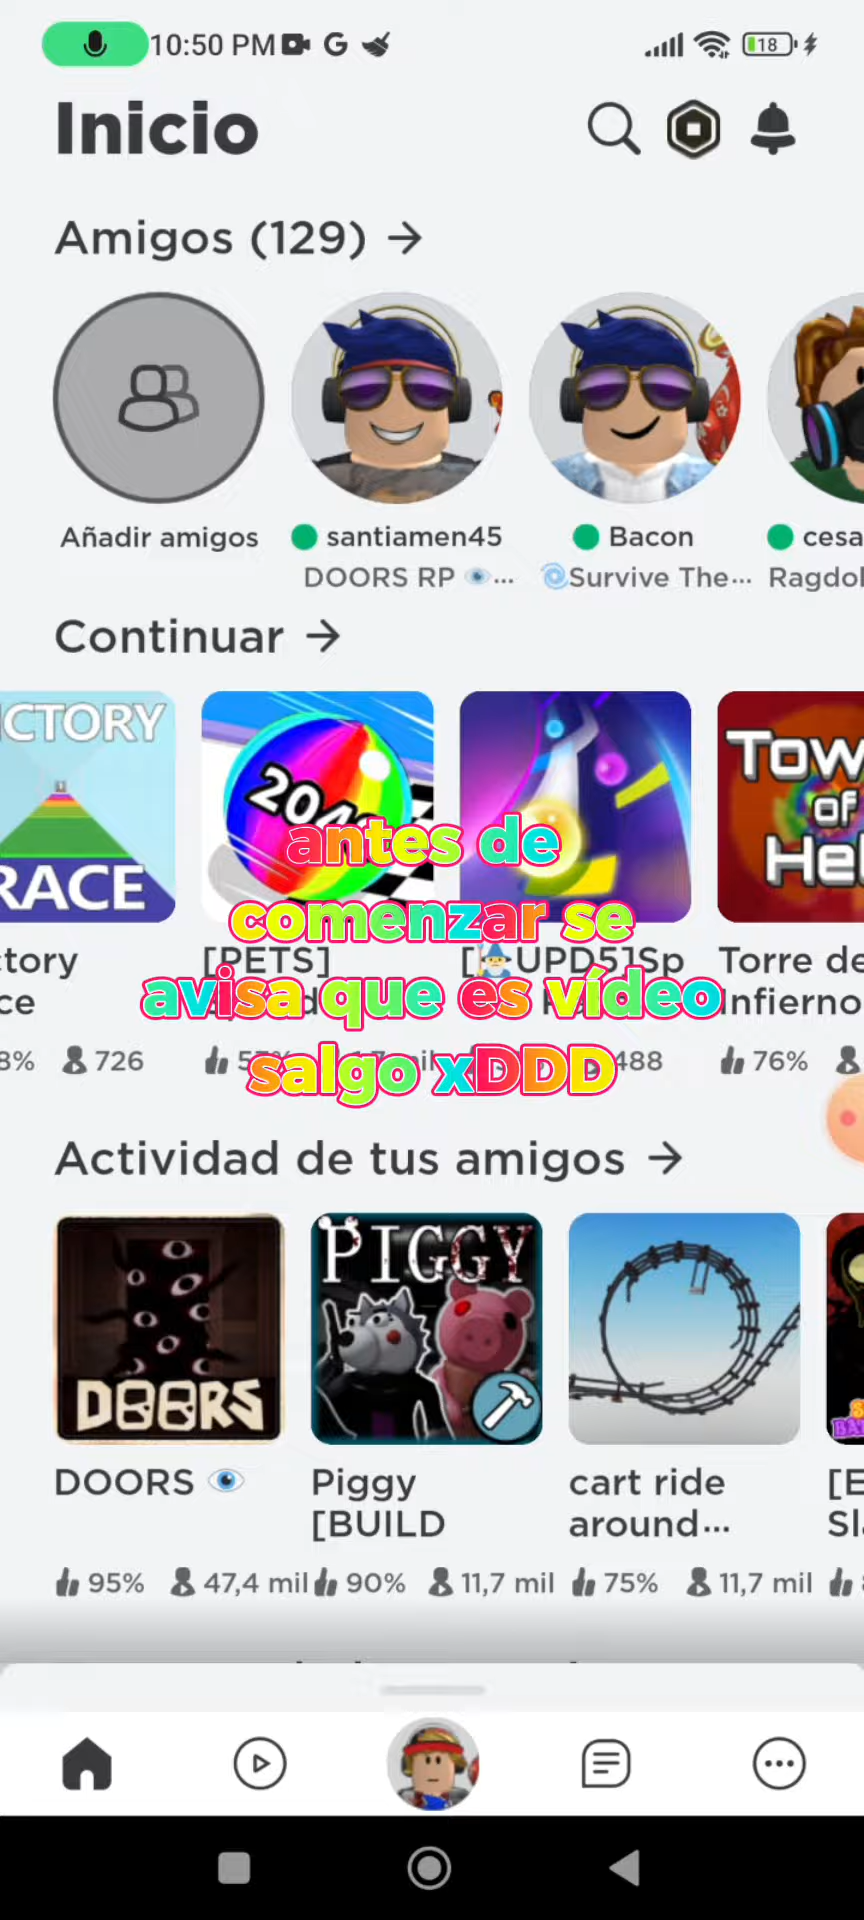 10:50 PM G 18
Inicio
Amigos (129) →
Añadir amigos
santiamen45
Bacon
cesa
DOORS RP 👁...
🌀Survive The...
Ragdol
Continuar →
ICTORY
RACE
Tow
of
Hel
antes de
comenzar se
avisa que es vídeo
salgo xDDD
ctory
ce
[PETS]
[🧙UPD5]Sp
Torre de
Infierno
8% 726
488
76%
Actividad de tus amigos →
DOORS
PIGGY
DOORS 👁
Piggy
[BUILD
cart ride
around...
[E
Sl
95% 47,4 mil
90% 11,7 mil
75% 11,7 mil